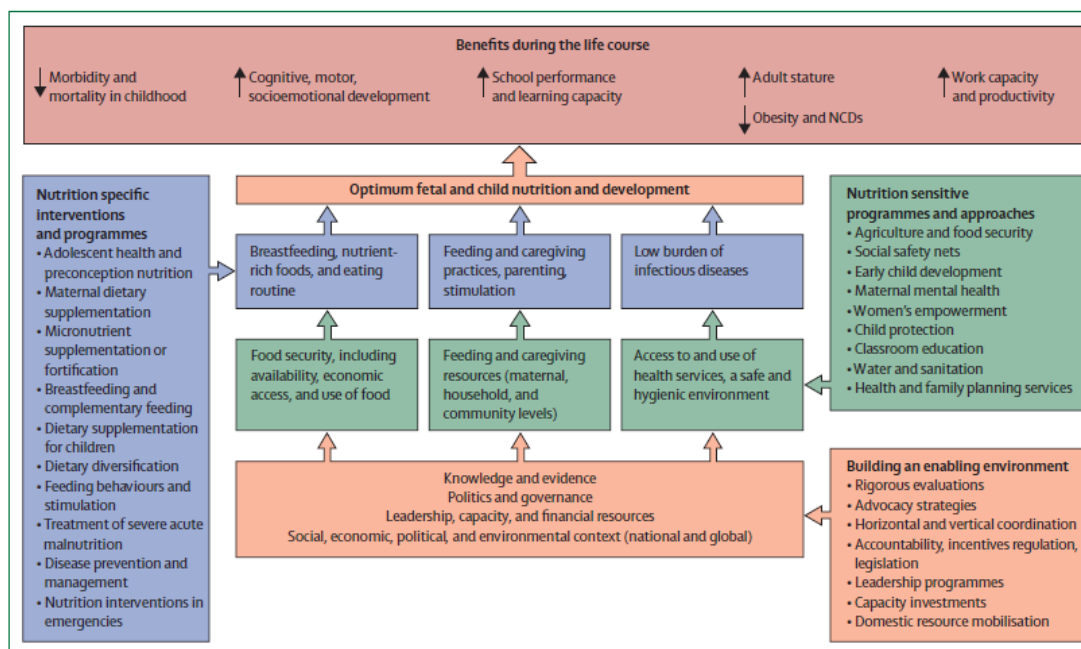 Benefits during the life course
Morbidity and
mortality in childhood
Cognitive, motor,
socioemotional development
School performance
and learning capacity
Adult stature
Obesity and NCDs
Work capacity
and productivity
Nutrition specific
interventions
and programmes
• Adolescent health and
preconception nutrition
• Maternal dietary
supplementation
• Micronutrient
supplementation or
fortification
• Breastfeeding and
complementary feeding
• Dietary supplementation
for children
• Dietary diversification
• Feeding behaviours and
stimulation
• Treatment of severe acute
malnutrition
• Disease prevention and
management
• Nutrition interventions in
emergencies
Optimum fetal and child nutrition and development
Breastfeeding, nutrient-
rich foods, and eating
routine
Feeding and caregiving
practices, parenting,
stimulation
Low burden of
infectious diseases
Food security, including
availability, economic
access, and use of food
Feeding and caregiving
resources (maternal,
household, and
community levels)
Access to and use of
health services, a safe and
hygienic environment
Knowledge and evidence
Politics and governance
Leadership, capacity, and financial resources
Social, economic, political, and environmental context (national and global)
Nutrition sensitive
programmes and approaches
• Agriculture and food security
• Social safety nets
• Early child development
• Maternal mental health
• Women's empowerment
• Child protection
• Classroom education
• Water and sanitation
• Health and family planning services
Building an enabling environment
• Rigorous evaluations
• Advocacy strategies
• Horizontal and vertical coordination
• Accountability, incentives regulation,
legislation
• Leadership programmes
• Capacity investments
• Domestic resource mobilisation